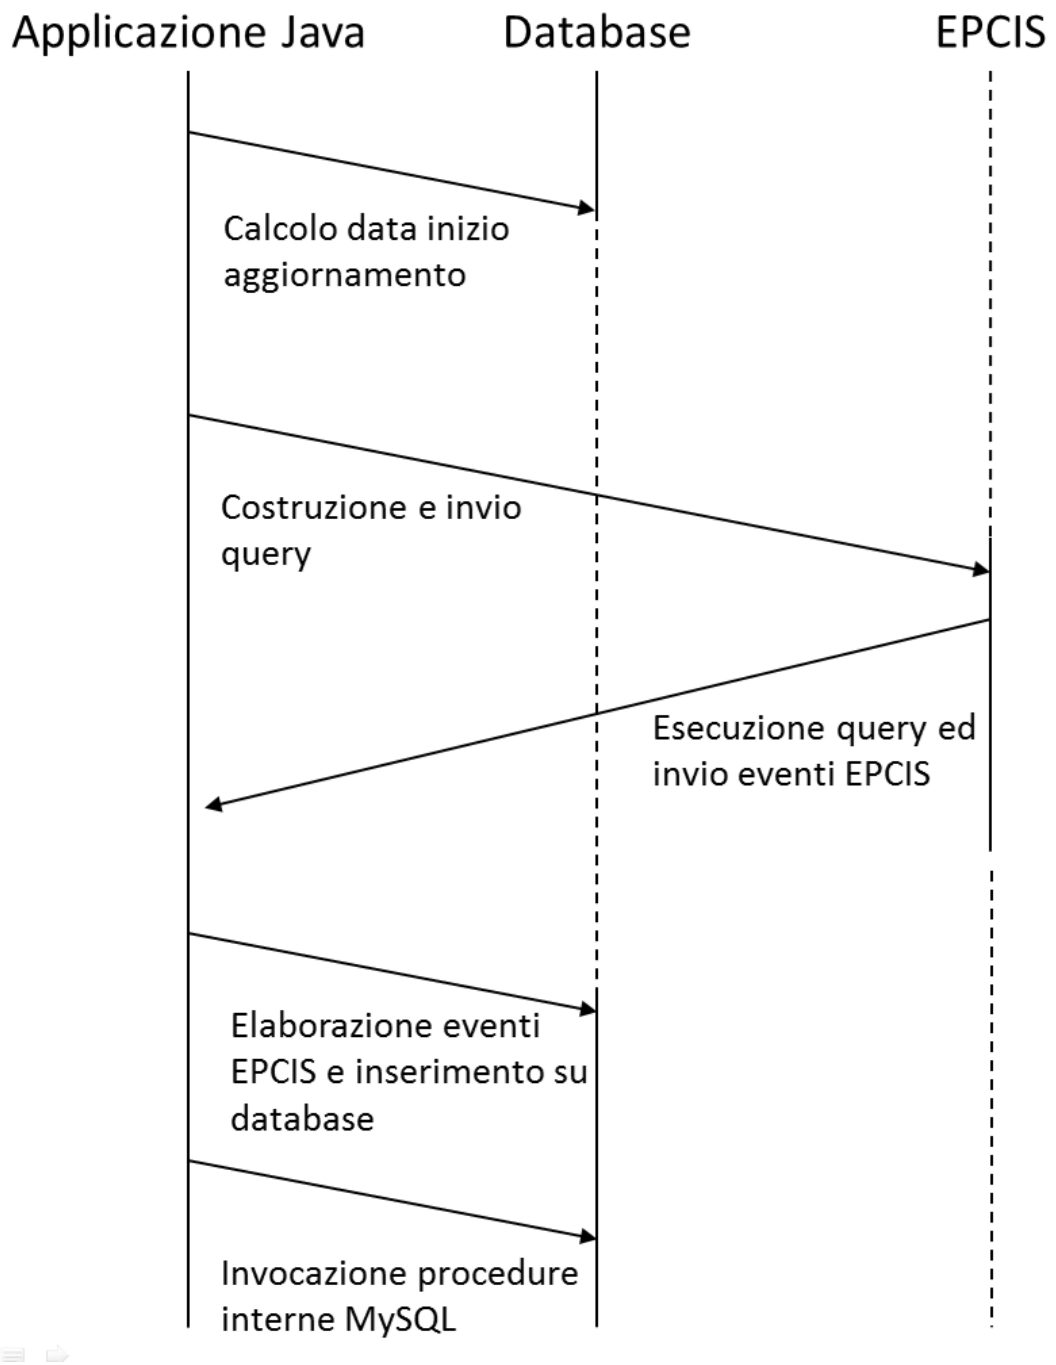 Applicazione Java
Database
EPCIS
Calcolo data inizio
aggiornamento
Costruzione e invio
query
Esecuzione query ed
invio eventi EPCIS
Elaborazione eventi
EPCIS e inserimento su
database
Invocazione procedure
interne MySQL